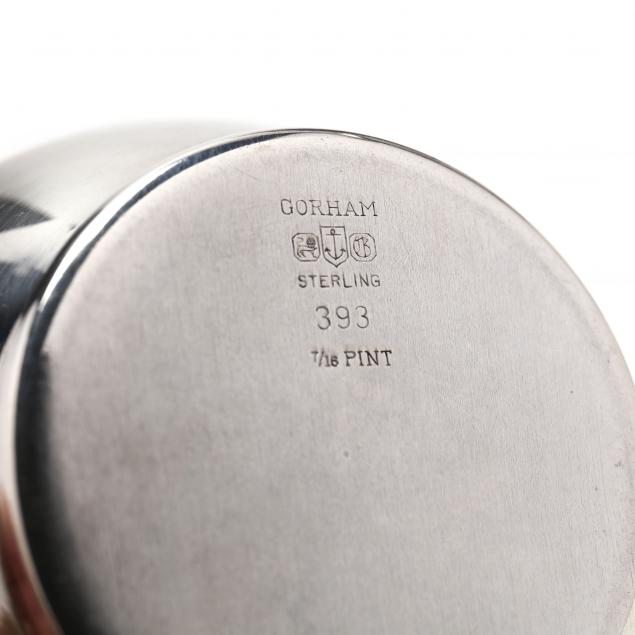 GORHAM
G
STERLING
393
7/16 PINT